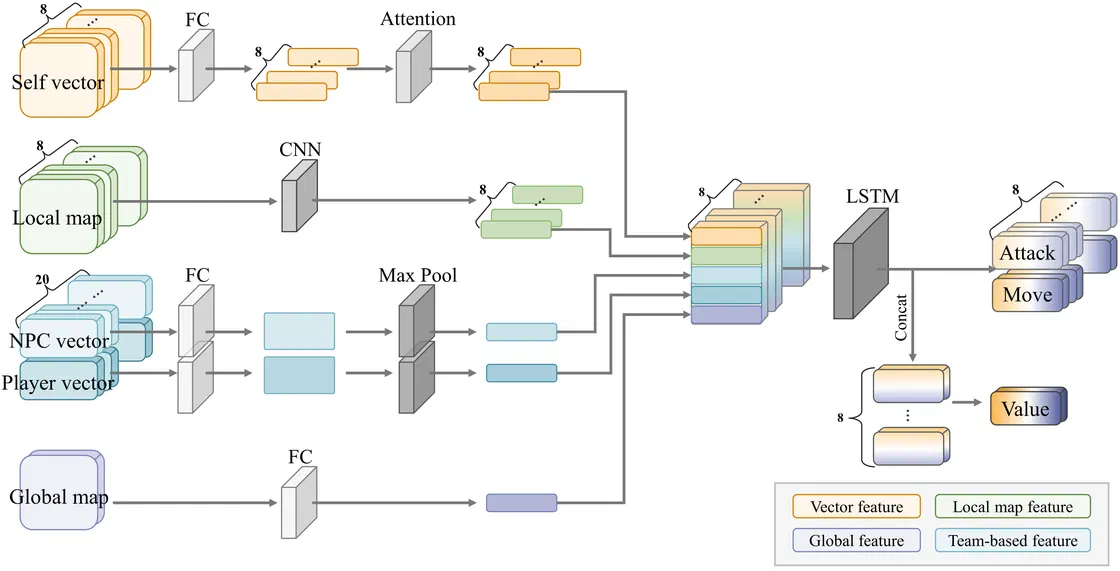 8
FC
8
Attention
8
Self vector
8
CNN
8
Local map
20
FC
Max Pool
NPC vector
Player vector
FC
Global map
8
LSTM
8
Attack
Move
Concat
8
Value
Vector feature
Local map feature
Global feature
Team-based feature